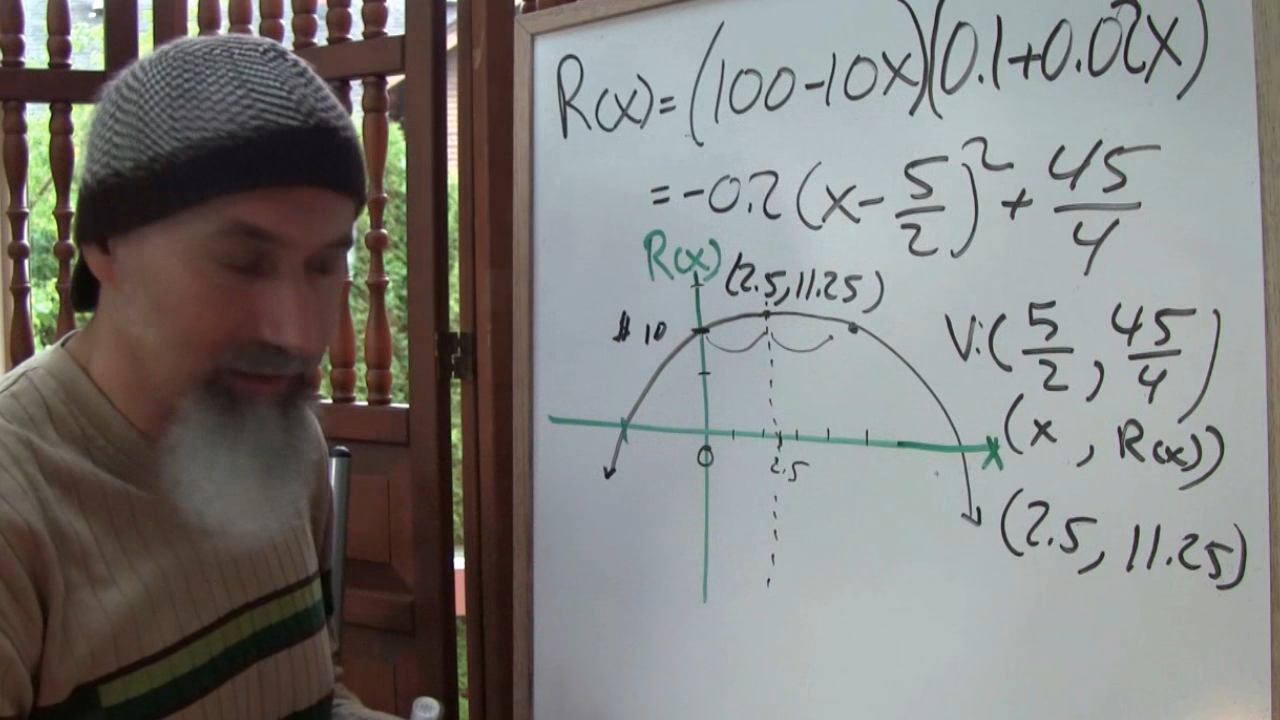 R(x)=(100-10x)(0.1+0.02x)
=-0.2(x-5/2)²+45/4
R(x)
(2.5,11.25)
$10
V:(5/2,45/4)
(x,R(x))
x
0
2.5
(2.5,11.25)